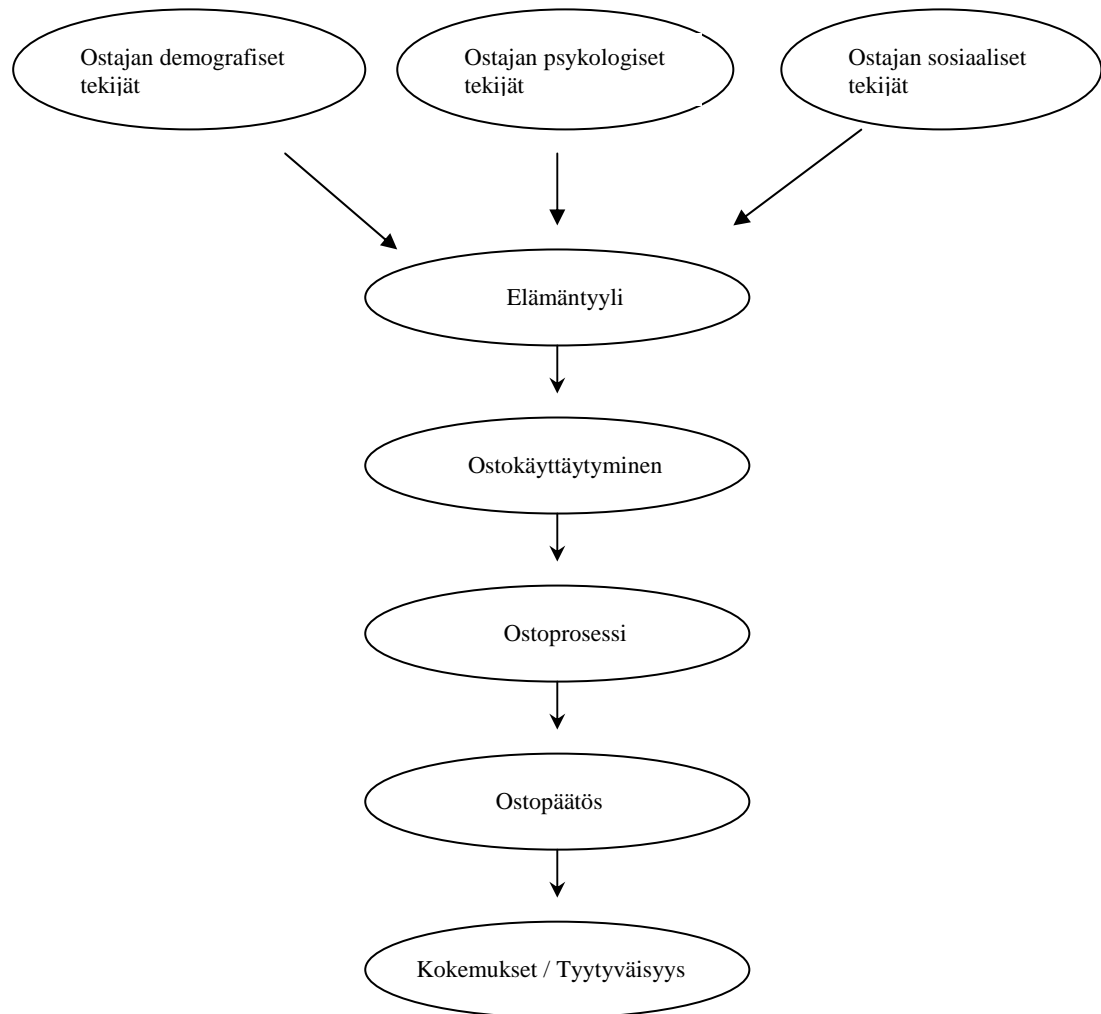 Ostajan demografiset
tekijät
Ostajan psykologiset
tekijät
Ostajan sosiaaliset
tekijät
Elämäntyyli
Ostokäyttäytyminen
Ostoprosessi
Ostopäätös
Kokemukset / Tyytyväisyys